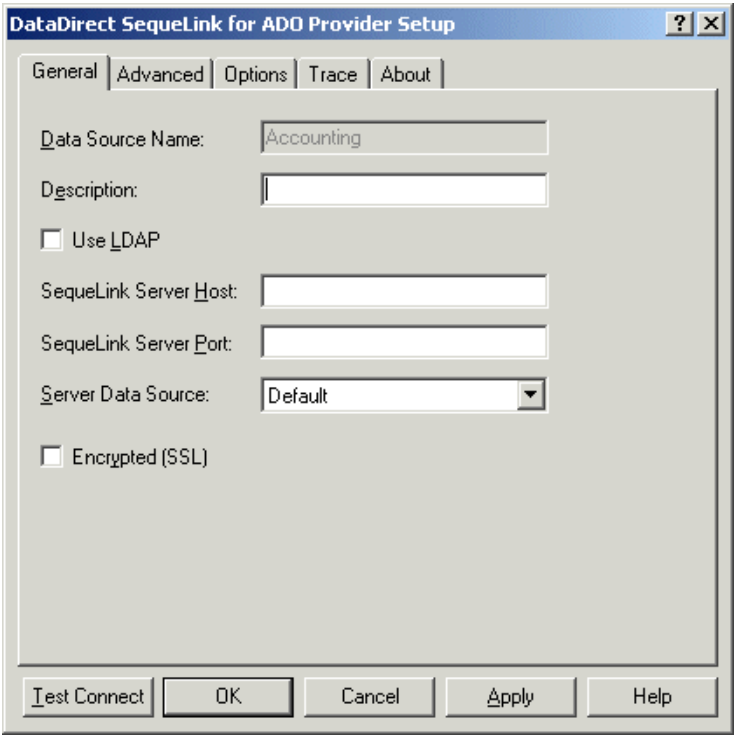 DataDirect SequeLink for ADO Provider Setup ? X
General Advanced Options Trace About
Data Source Name: Accounting
Description:
Use LDAP
SequeLink Server Host:
SequeLink Server Port:
Server Data Source: Default
Encrypted (SSL)
Test Connect OK Cancel Apply Help